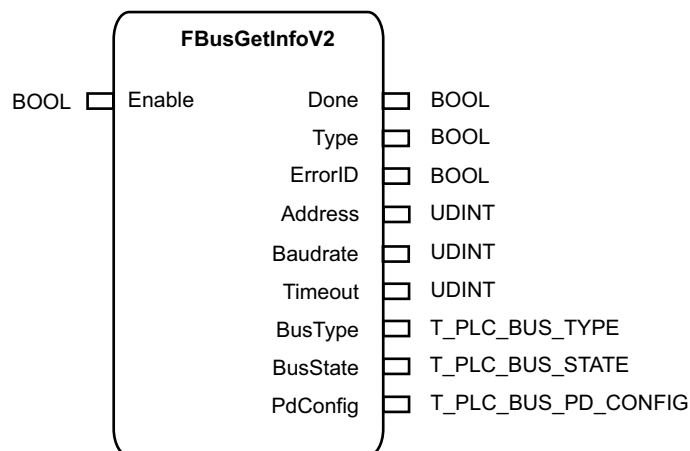 FBusGetInfoV2
BOOL Enable Done BOOL
Type BOOL
ErrorID BOOL
Address UDINT
Baudrate UDINT
Timeout UDINT
BusType T_PLC_BUS_TYPE
BusState T_PLC_BUS_STATE
PdConfig T_PLC_BUS_PD_CONFIG